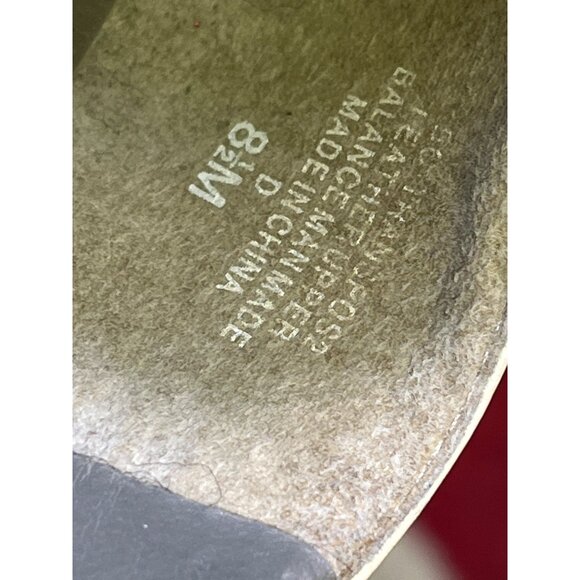 LEATHER UPPER
BALANCE MANMADE
MADE IN CHINA
D
8½M